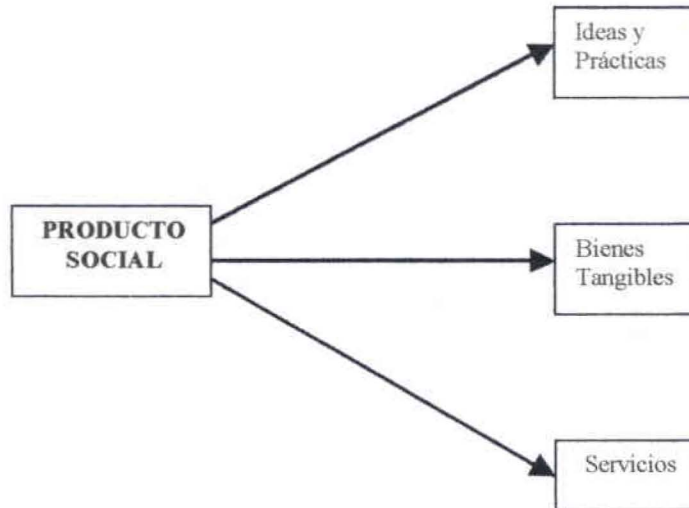 Ideas y
Prácticas
PRODUCTO
SOCIAL
Bienes
Tangibles
Servicios